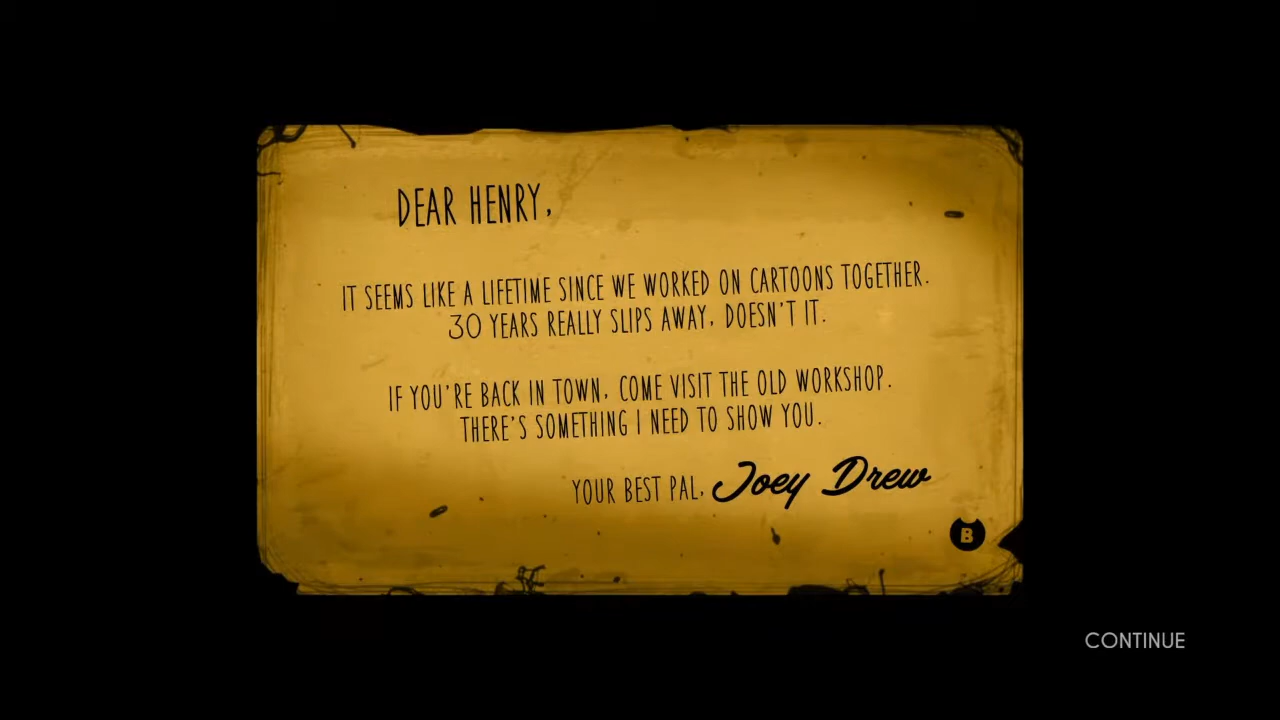 DEAR HENRY,
IT SEEMS LIKE A LIFETIME SINCE WE WORKED ON CARTOONS TOGETHER.
30 YEARS REALLY SLIPS AWAY, DOESN'T IT.
IF YOU'RE BACK IN TOWN, COME VISIT THE OLD WORKSHOP.
THERE'S SOMETHING I NEED TO SHOW YOU.
YOUR BEST PAL, Joey Drew
B
CONTINUE